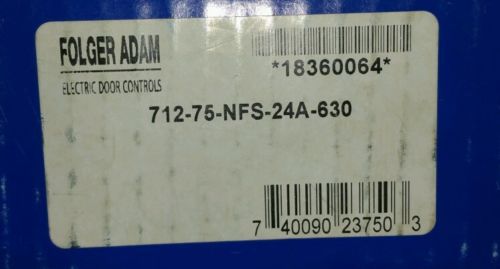 FOLGER ADAM
ELECTRIC DOOR CONTROLS
*18360064*
712-75-NFS-24A-630
7 40090 23750 3